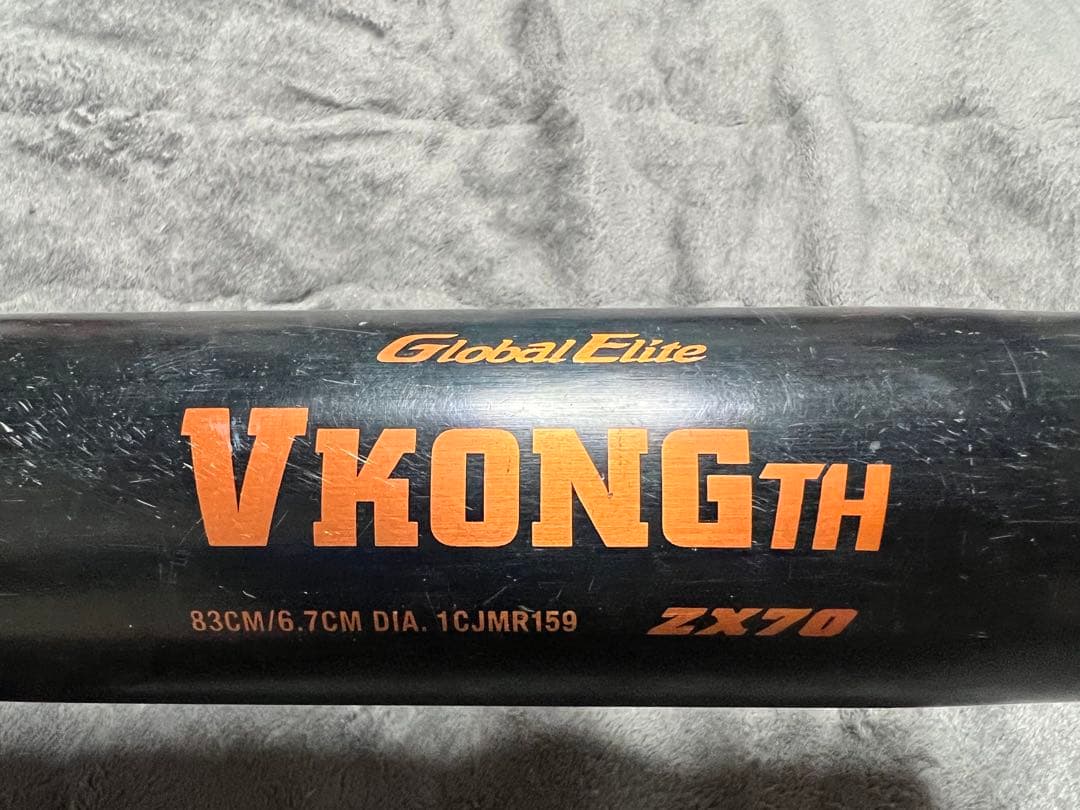 Global Elite
VKONGTH
83CM/6.7CM DIA. 1CJMR159 ZX70